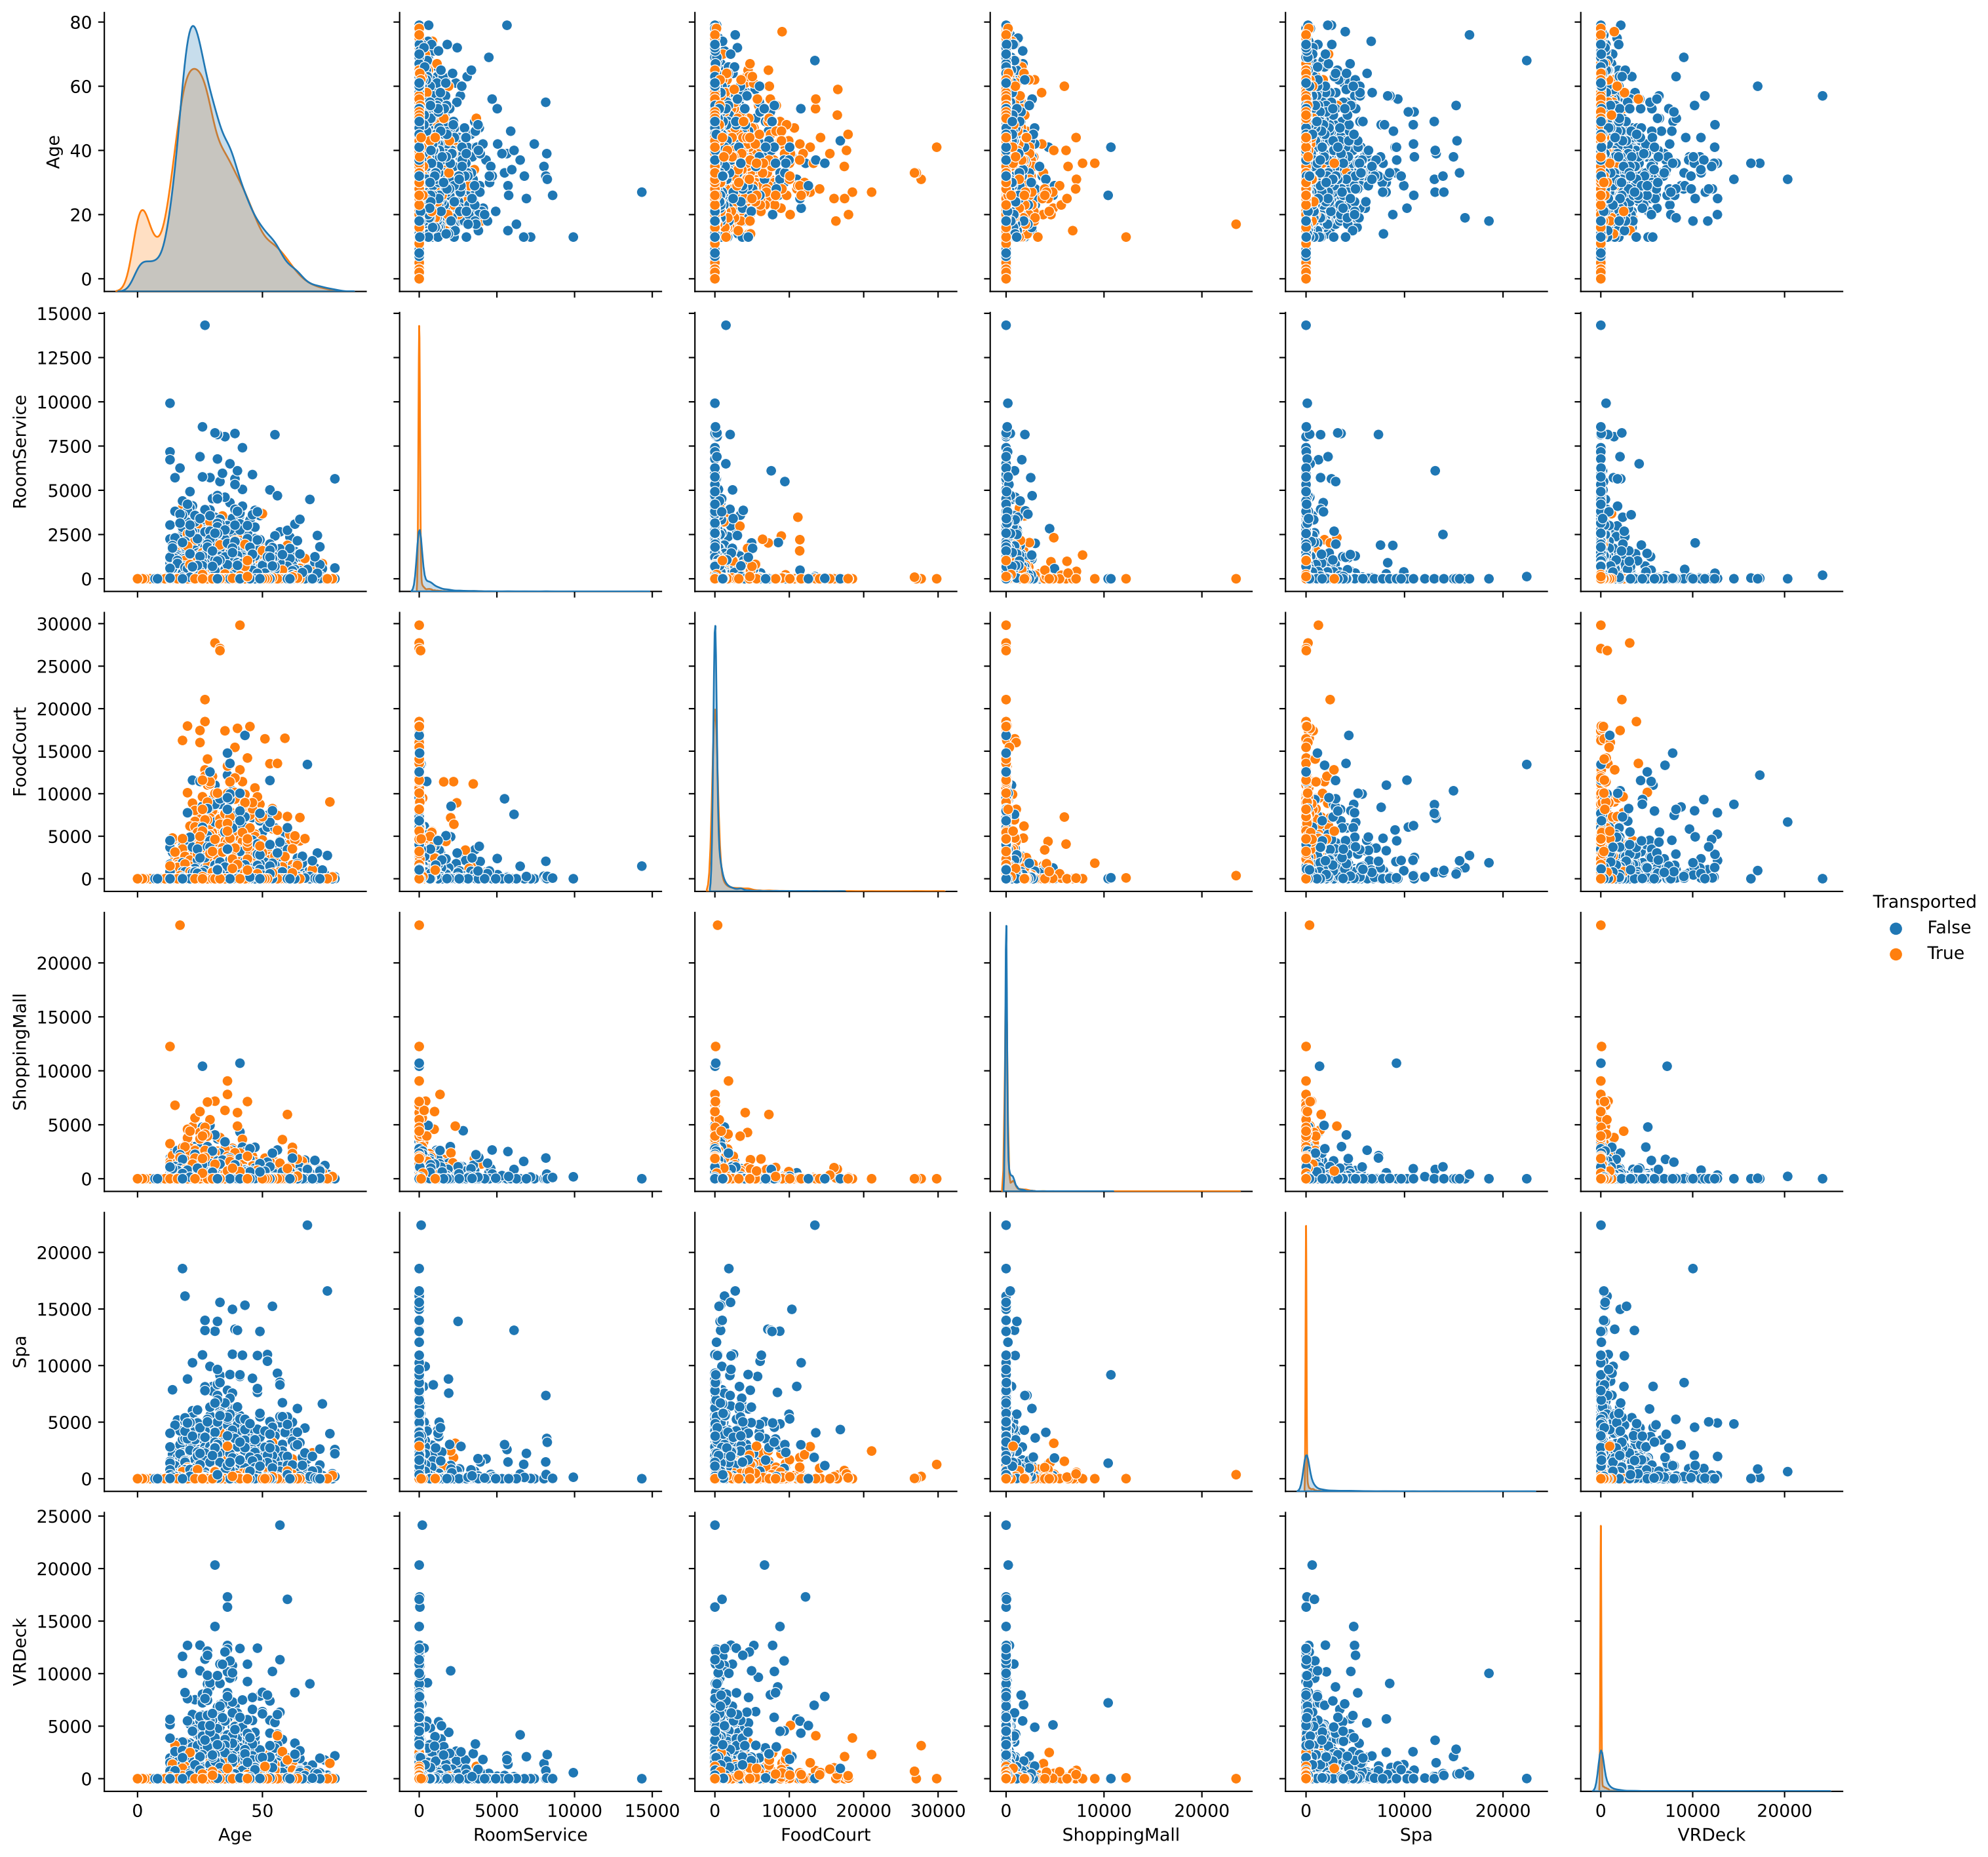 80
60
40
20
0
Age
15000
12500
10000
7500
5000
2500
0
RoomService
30000
25000
20000
15000
10000
5000
0
FoodCourt
Transported
False
True
20000
15000
10000
5000
0
ShoppingMall
20000
15000
10000
5000
0
Spa
25000
20000
15000
10000
5000
0
VRDeck
0 50
0 5000 10000 15000
0 10000 20000 30000
0 10000 20000
0 10000 20000
0 10000 20000
Age RoomService FoodCourt ShoppingMall Spa VRDeck